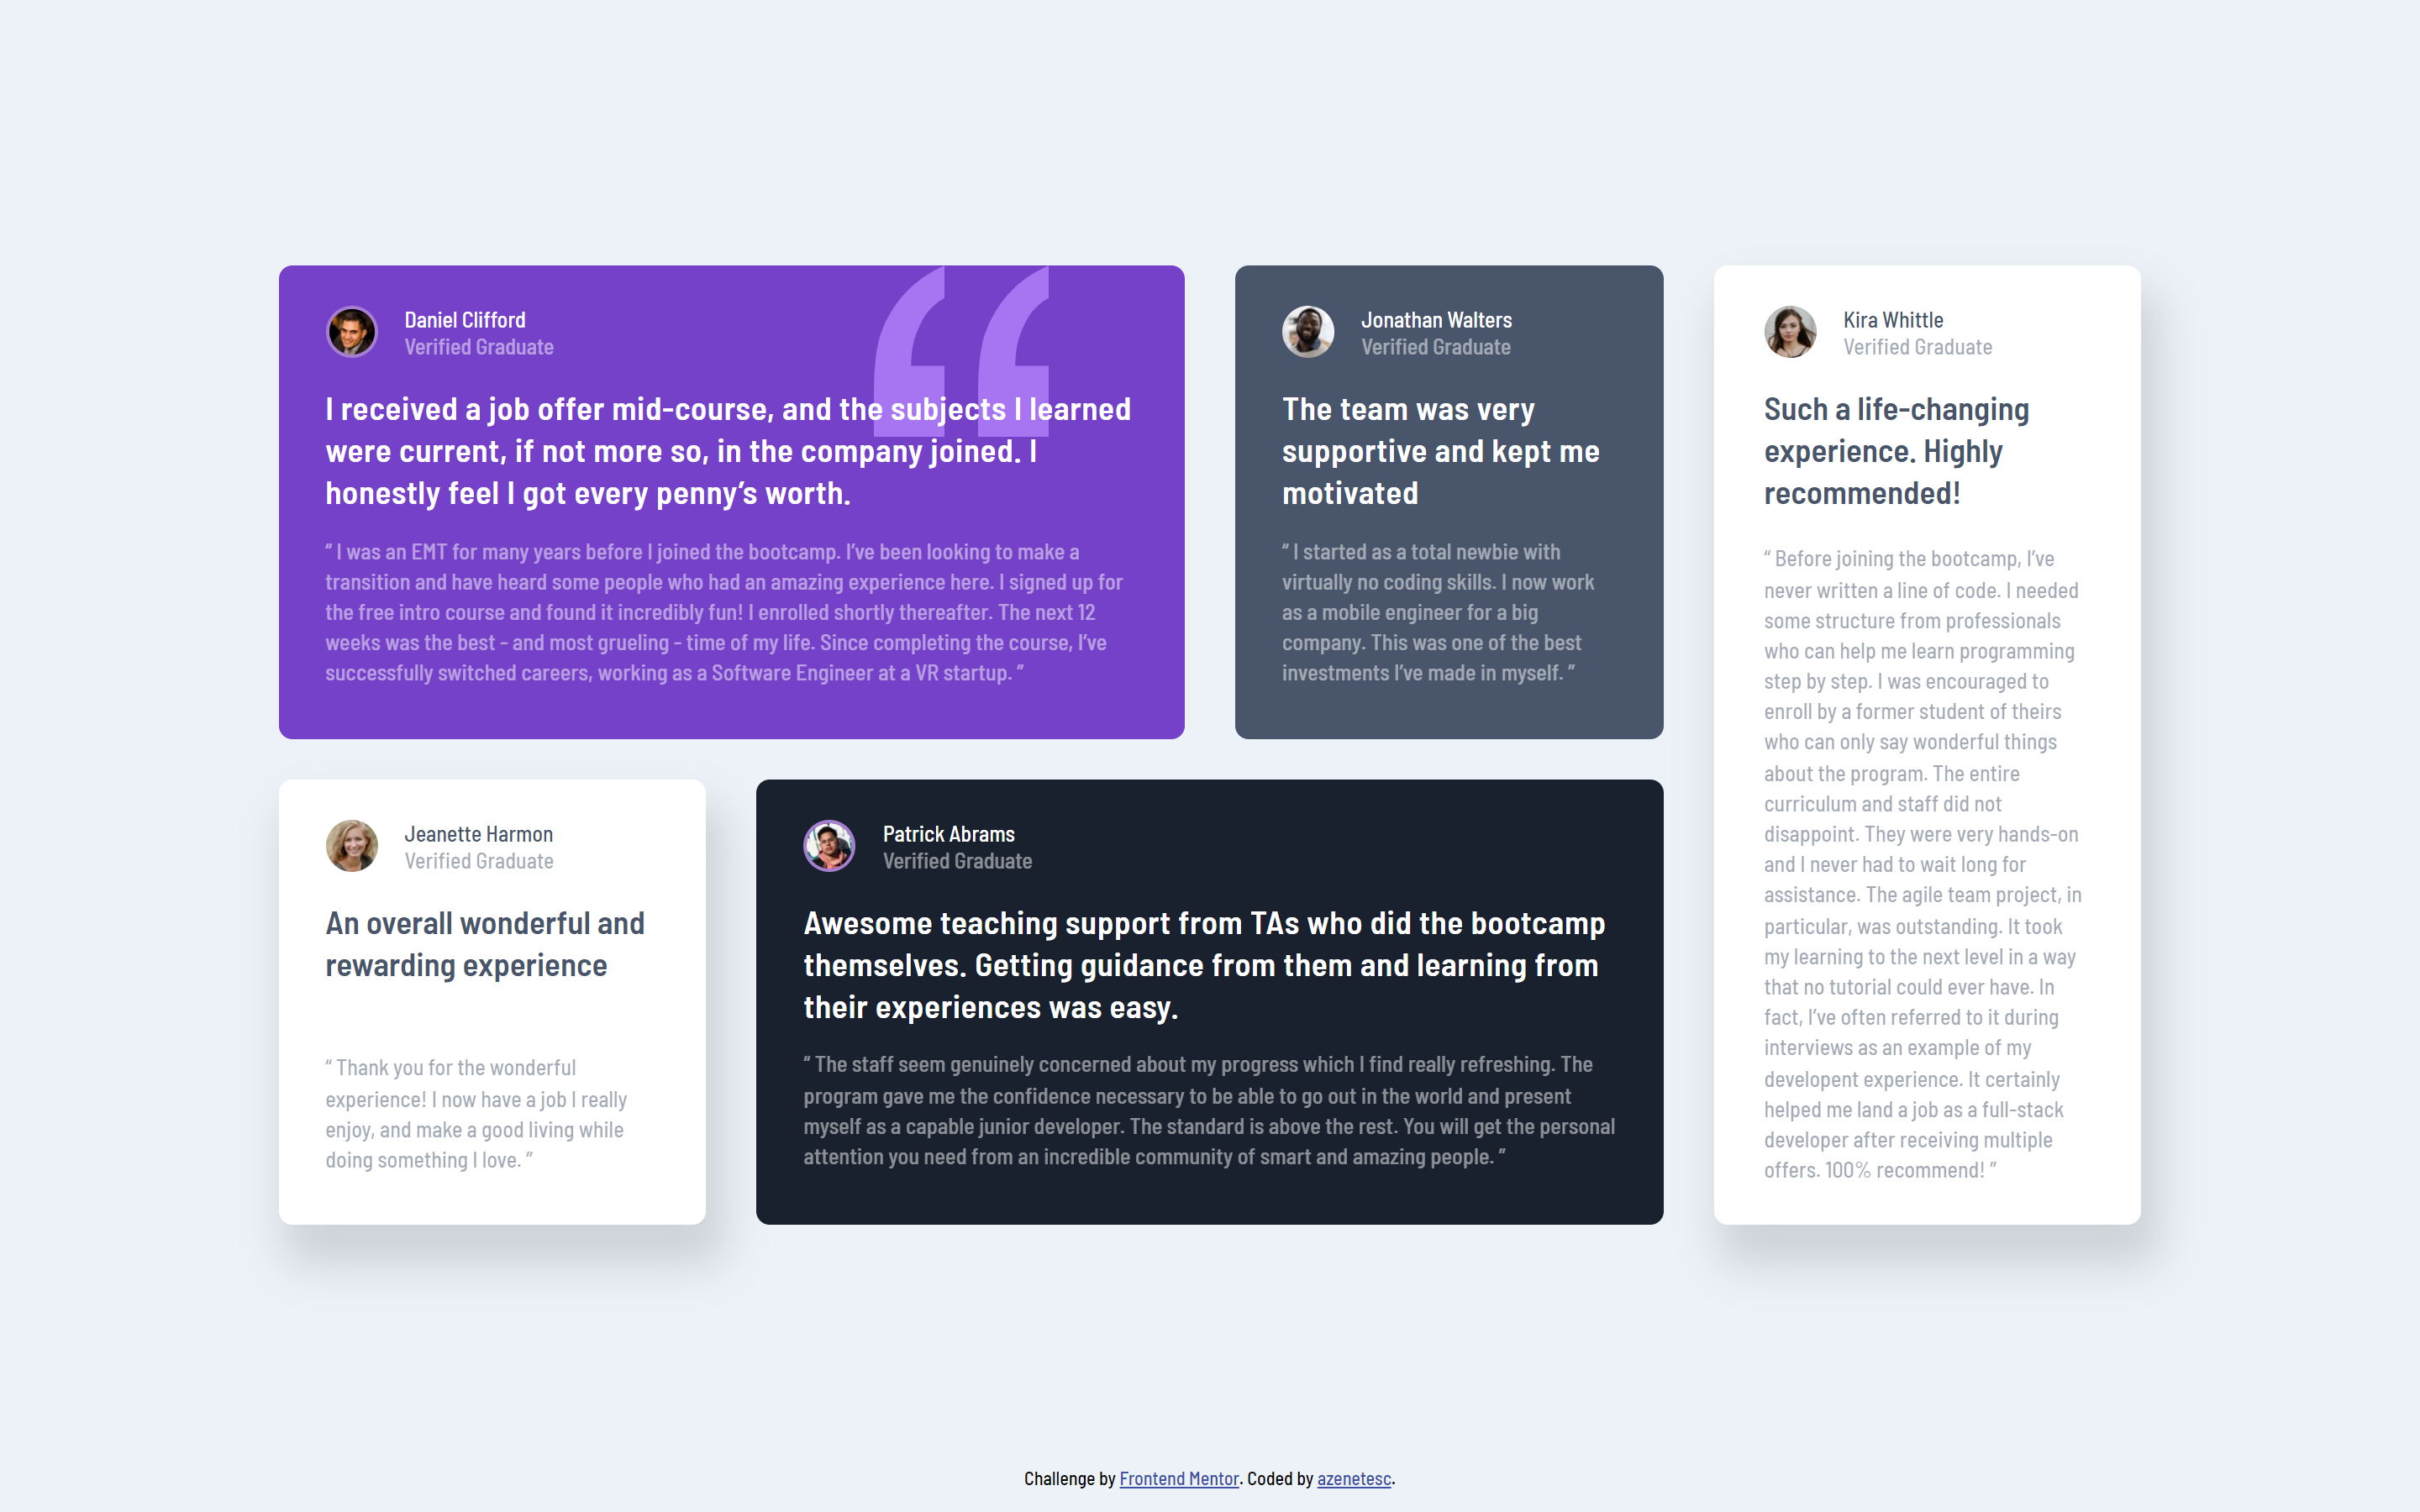 Daniel Clifford
Verified Graduate
I received a job offer mid-course, and the subjects I learned
were current, if not more so, in the company joined. I
honestly feel I got every penny’s worth.
“ I was an EMT for many years before I joined the bootcamp. I’ve been looking to make a
transition and have heard some people who had an amazing experience here. I signed up for
the free intro course and found it incredibly fun! I enrolled shortly thereafter. The next 12
weeks was the best - and most grueling - time of my life. Since completing the course, I’ve
successfully switched careers, working as a Software Engineer at a VR startup. ”
Jonathan Walters
Verified Graduate
The team was very
supportive and kept me
motivated
“ I started as a total newbie with
virtually no coding skills. I now work
as a mobile engineer for a big
company. This was one of the best
investments I’ve made in myself. ”
Kira Whittle
Verified Graduate
Such a life-changing
experience. Highly
recommended!
“ Before joining the bootcamp, I’ve
never written a line of code. I needed
some structure from professionals
who can help me learn programming
step by step. I was encouraged to
enroll by a former student of theirs
who can only say wonderful things
about the program. The entire
curriculum and staff did not
disappoint. They were very hands-on
and I never had to wait long for
assistance. The agile team project, in
particular, was outstanding. It took
my learning to the next level in a way
that no tutorial could ever have. In
fact, I’ve often referred to it during
interviews as an example of my
developent experience. It certainly
helped me land a job as a full-stack
developer after receiving multiple
offers. 100% recommend! ”
Jeanette Harmon
Verified Graduate
An overall wonderful and
rewarding experience
“ Thank you for the wonderful
experience! I now have a job I really
enjoy, and make a good living while
doing something I love. ”
Patrick Abrams
Verified Graduate
Awesome teaching support from TAs who did the bootcamp
themselves. Getting guidance from them and learning from
their experiences was easy.
“ The staff seem genuinely concerned about my progress which I find really refreshing. The
program gave me the confidence necessary to be able to go out in the world and present
myself as a capable junior developer. The standard is above the rest. You will get the personal
attention you need from an incredible community of smart and amazing people. ”
Challenge by Frontend Mentor. Coded by azenetesc.